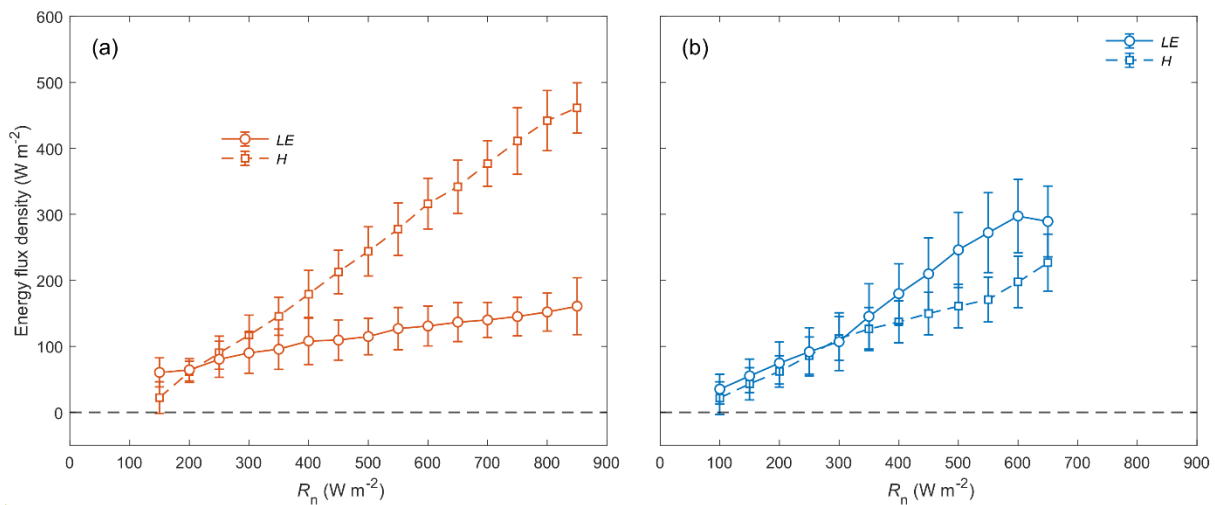 600
500
400
300
200
100
0
Energy flux density (W m⁻²)
(a)
LE
H
0 100 200 300 400 500 600 700 800 900
Rₙ (W m⁻²)
(b)
LE
H
0 100 200 300 400 500 600 700 800 900
Rₙ (W m⁻²)